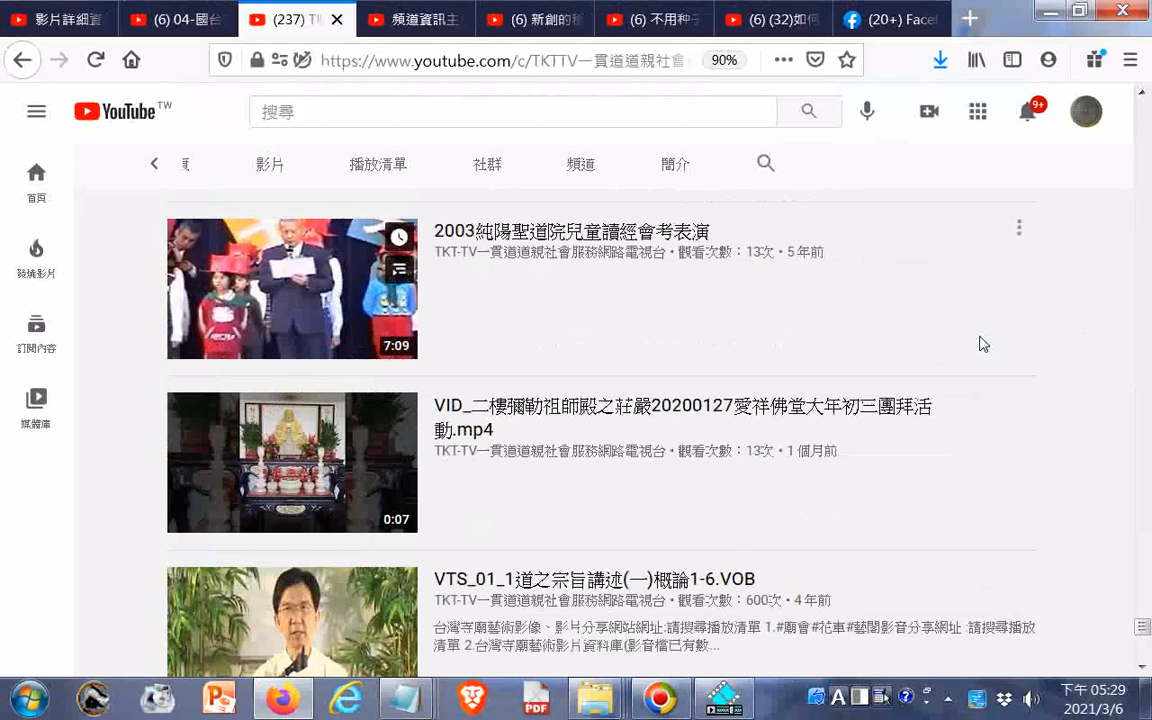 影片詳細資
(6) 04-國台
(237) T
頻道資訊主
(6) 新創的
(6) 不用种
(6) (32)如
(20+) Face
https://www.youtube.com/c/TKTTV一貫道道親社會
90%
YouTube TW
搜尋
9+
影片
播放清單
社群
頻道
簡介
首頁
發燒影片
訂閱內容
媒體庫
2003純陽聖道院兒童讀經會考表演
TKT-TV一貫道道親社會服務網路電視台・觀看次數：13次・5 年前
7:09
VID_二樓彌勒祖師殿之莊嚴20200127愛祥佛堂大年初三團拜活
動.mp4
TKT-TV一貫道道親社會服務網路電視台・觀看次數：13次・1 個月前
0:07
VTS_01_1道之宗旨講述(一)概論1-6.VOB
TKT-TV一貫道道親社會服務網路電視台・觀看次數：600次・4 年前
台灣寺廟藝術影像、影片分享網站網址:請搜尋播放清單 1.#廟會#花車#藝閣影音分享網址 :請搜尋播放
清單 2.台灣寺廟藝術影片資料庫(影音檔已有數...
PDF
A
下午 05:29
2021/3/6